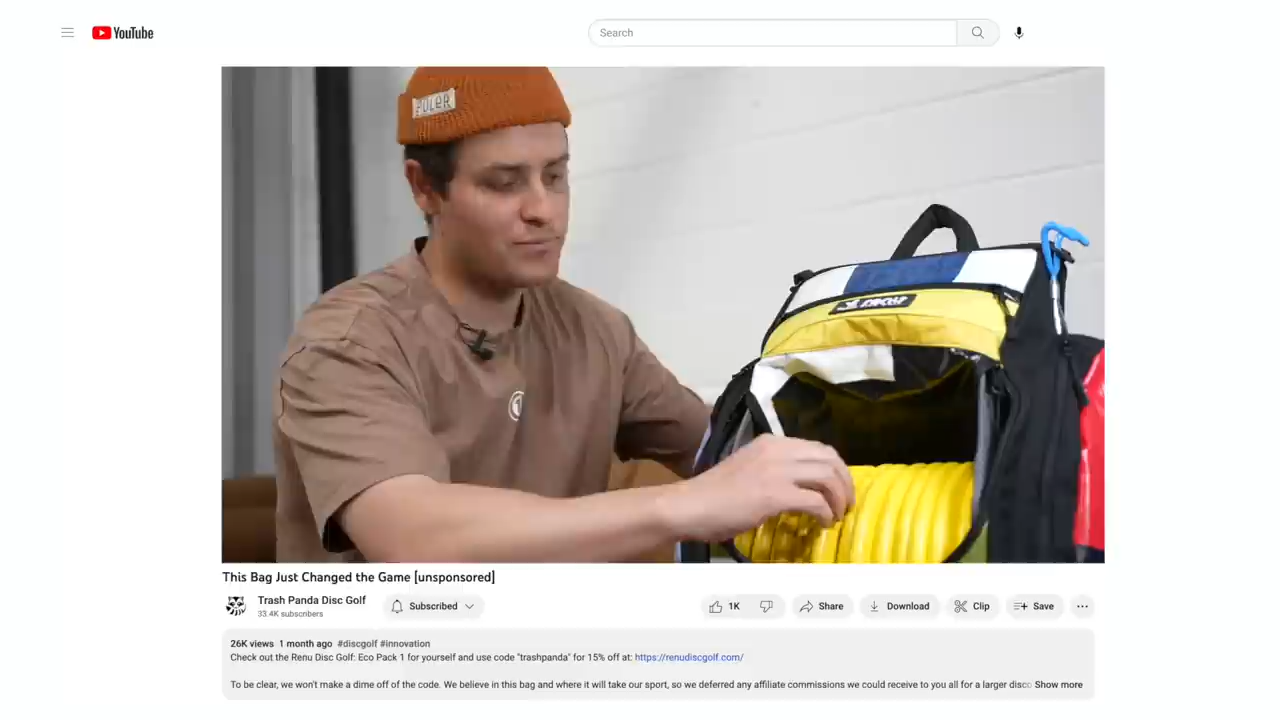 YouTube
Search
POLER
This Bag Just Changed the Game [unsponsored]
Trash Panda Disc Golf
33.4K subscribers
Subscribed
1K
Share
Download
Clip
Save
26K views 1 month ago #discgolf #innovation
Check out the Renu Disc Golf: Eco Pack 1 for yourself and use code "trashpanda" for 15% off at: https://renudiscgolf.com/
To be clear, we won't make a dime off of the code. We believe in this bag and where it will take our sport, so we deferred any affiliate commissions we could receive to you all for a larger disco Show more